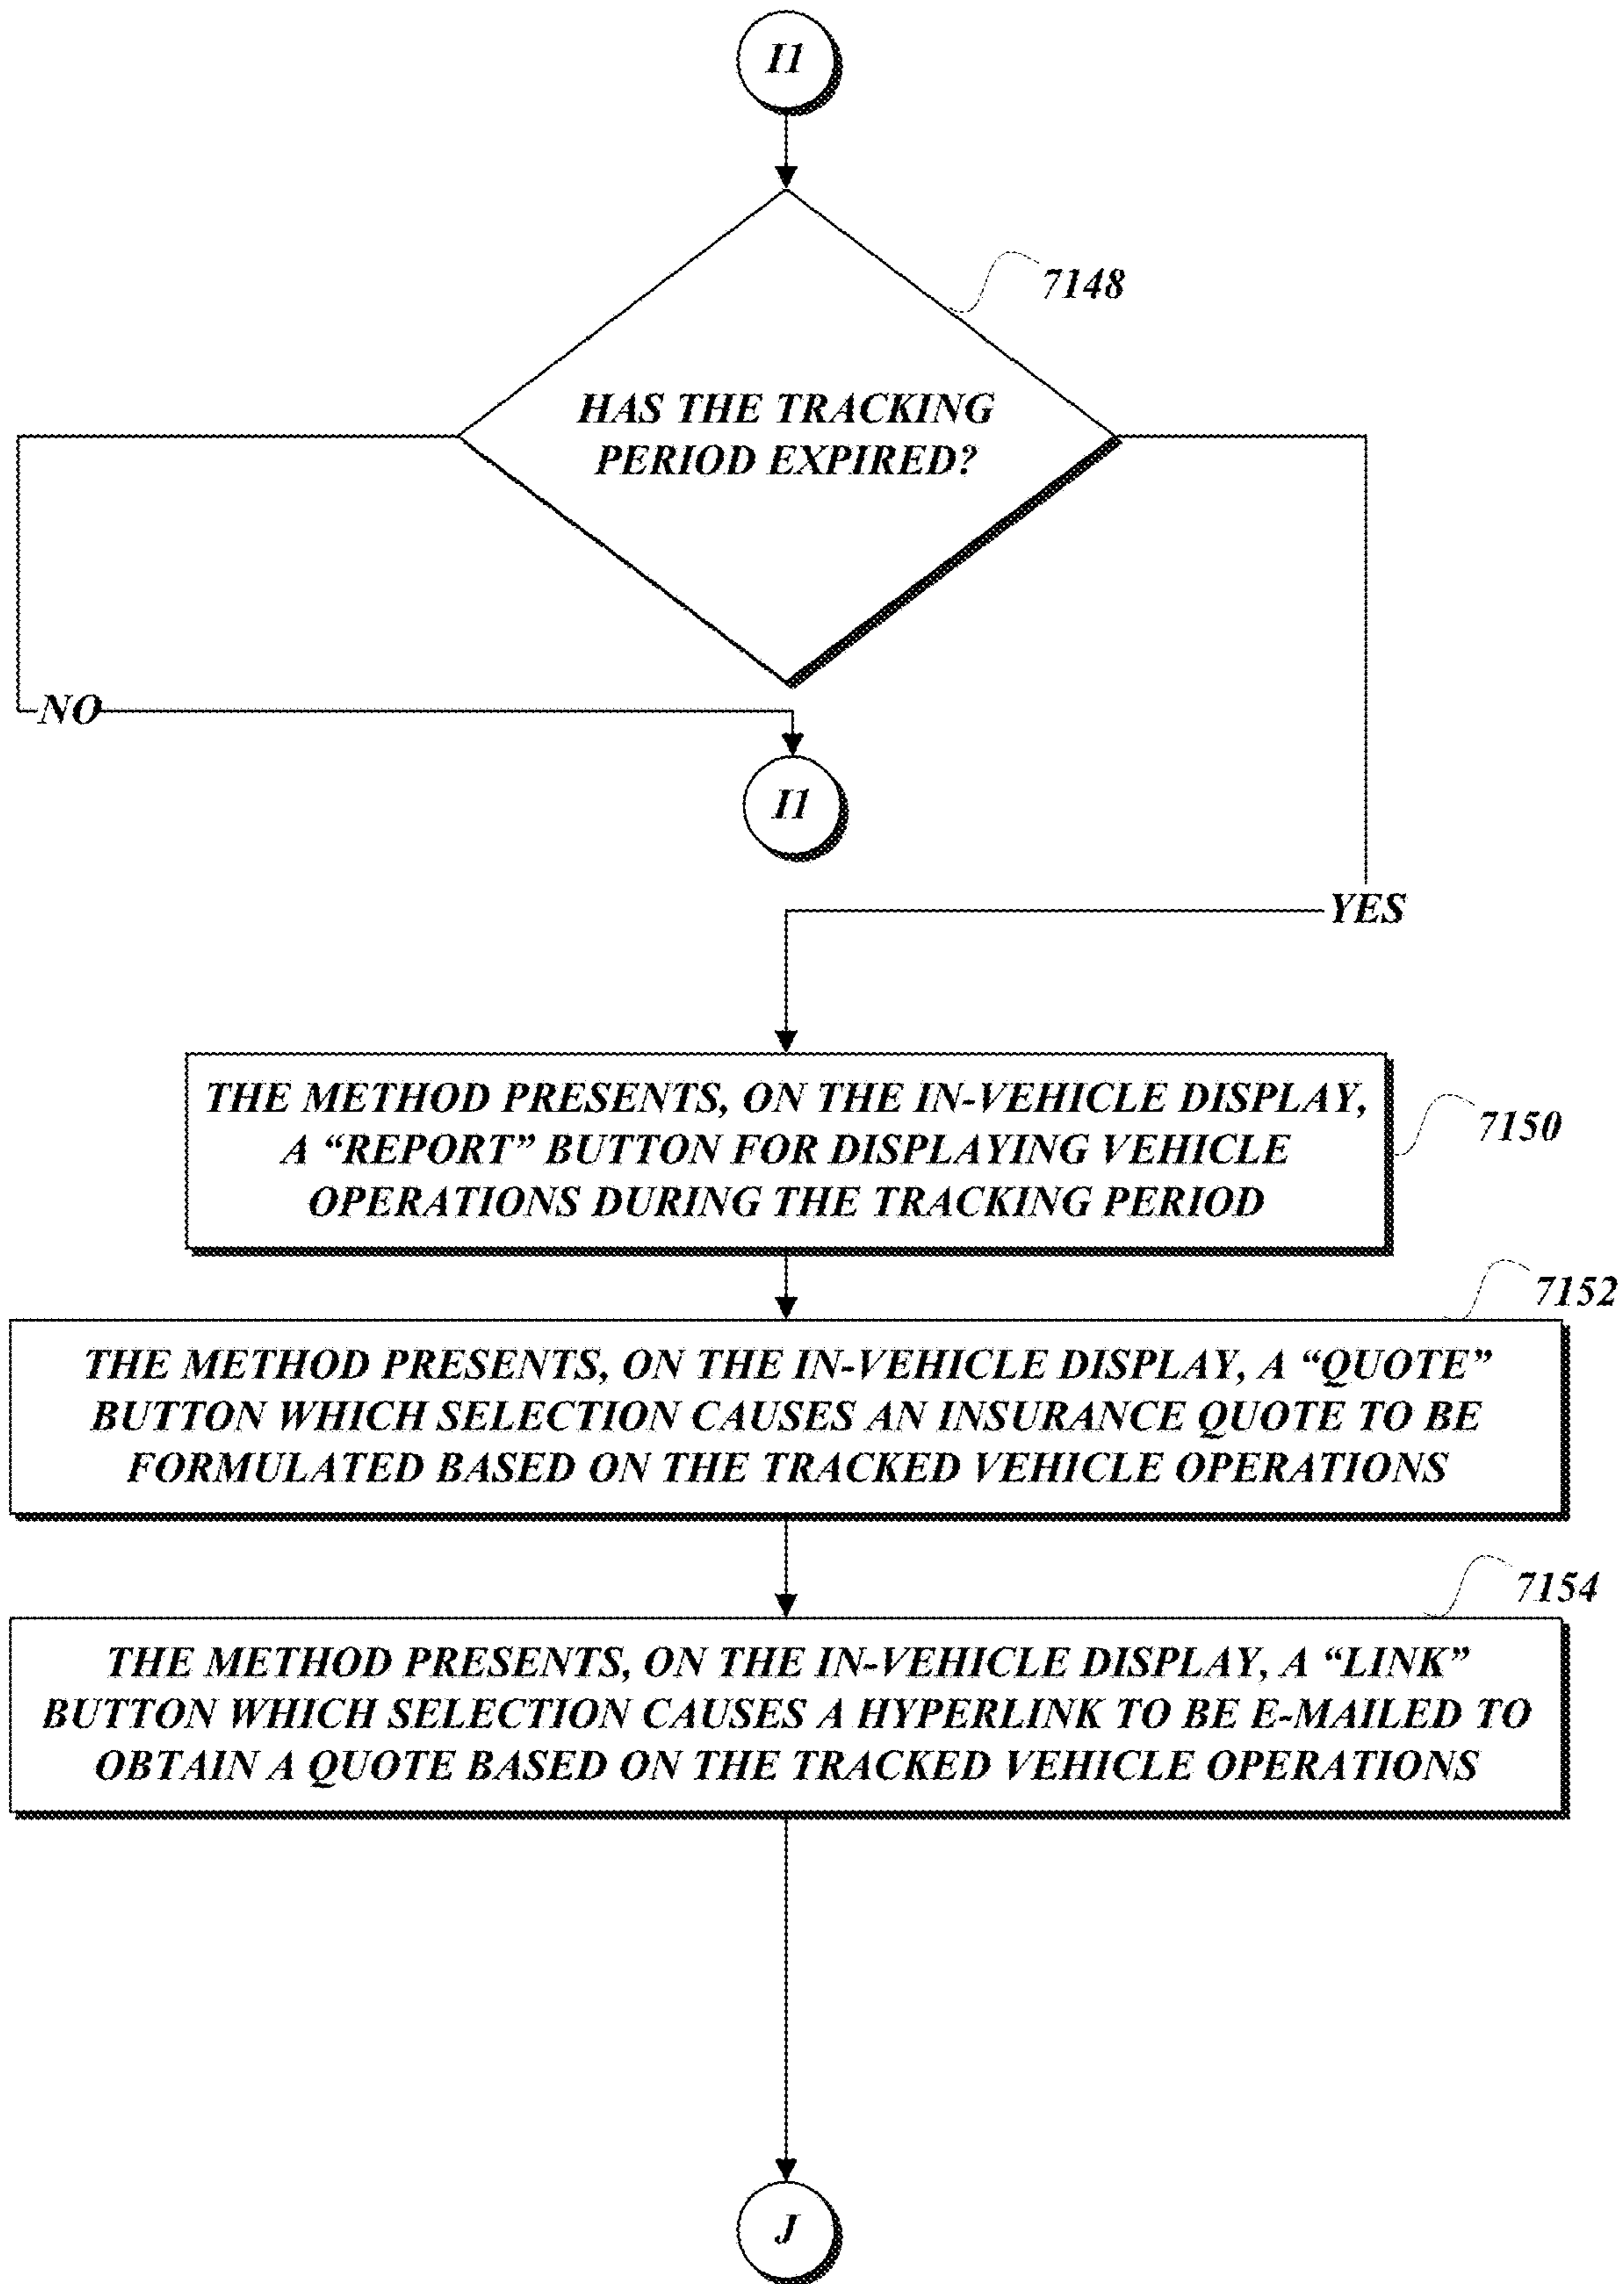 I1
7148
HAS THE TRACKING
PERIOD EXPIRED?
NO
I1
YES
THE METHOD PRESENTS, ON THE IN-VEHICLE DISPLAY,
A “REPORT” BUTTON FOR DISPLAYING VEHICLE
OPERATIONS DURING THE TRACKING PERIOD
7150
7152
THE METHOD PRESENTS, ON THE IN-VEHICLE DISPLAY, A “QUOTE”
BUTTON WHICH SELECTION CAUSES AN INSURANCE QUOTE TO BE
FORMULATED BASED ON THE TRACKED VEHICLE OPERATIONS
7154
THE METHOD PRESENTS, ON THE IN-VEHICLE DISPLAY, A “LINK”
BUTTON WHICH SELECTION CAUSES A HYPERLINK TO BE E-MAILED TO
OBTAIN A QUOTE BASED ON THE TRACKED VEHICLE OPERATIONS
J